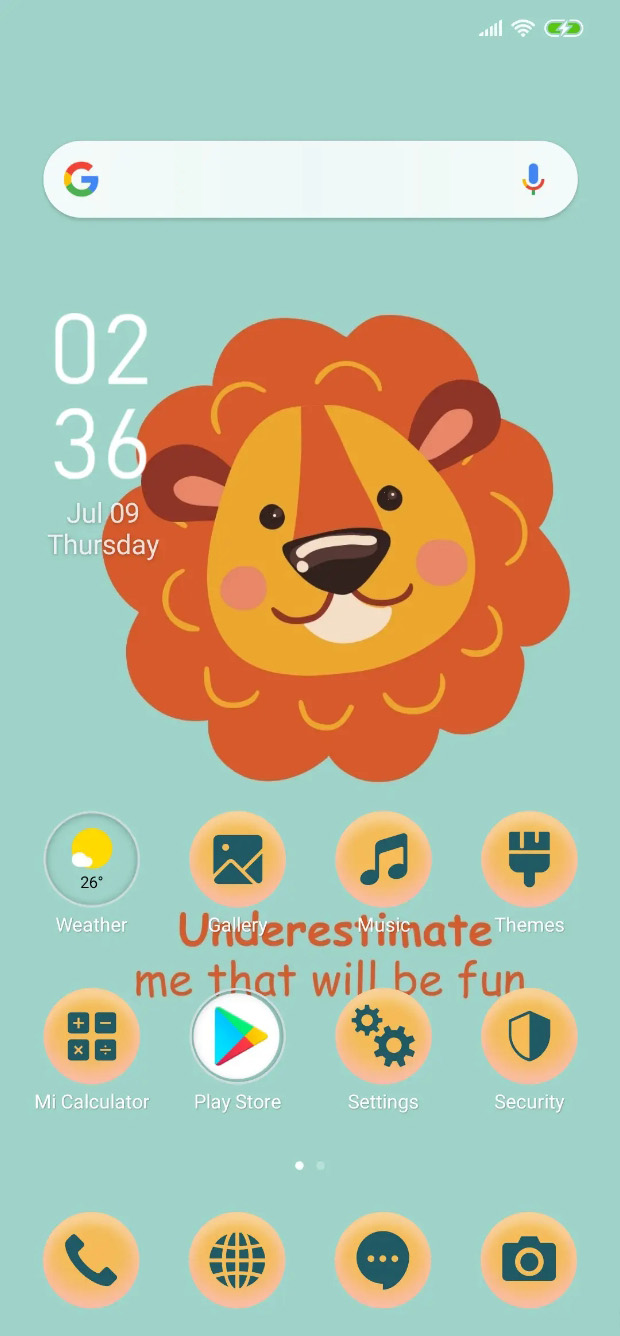 02
36
Jul 09
Thursday
26°
Weather
Gallery
Music
Themes
Underestimate
me that will be fun
Mi Calculator
Play Store
Settings
Security